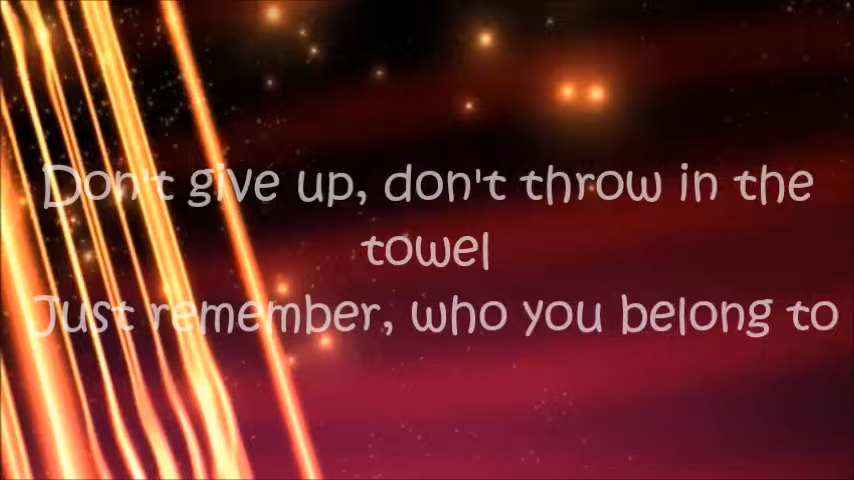 Don't give up, don't throw in the
towel
Just remember, who you belong to